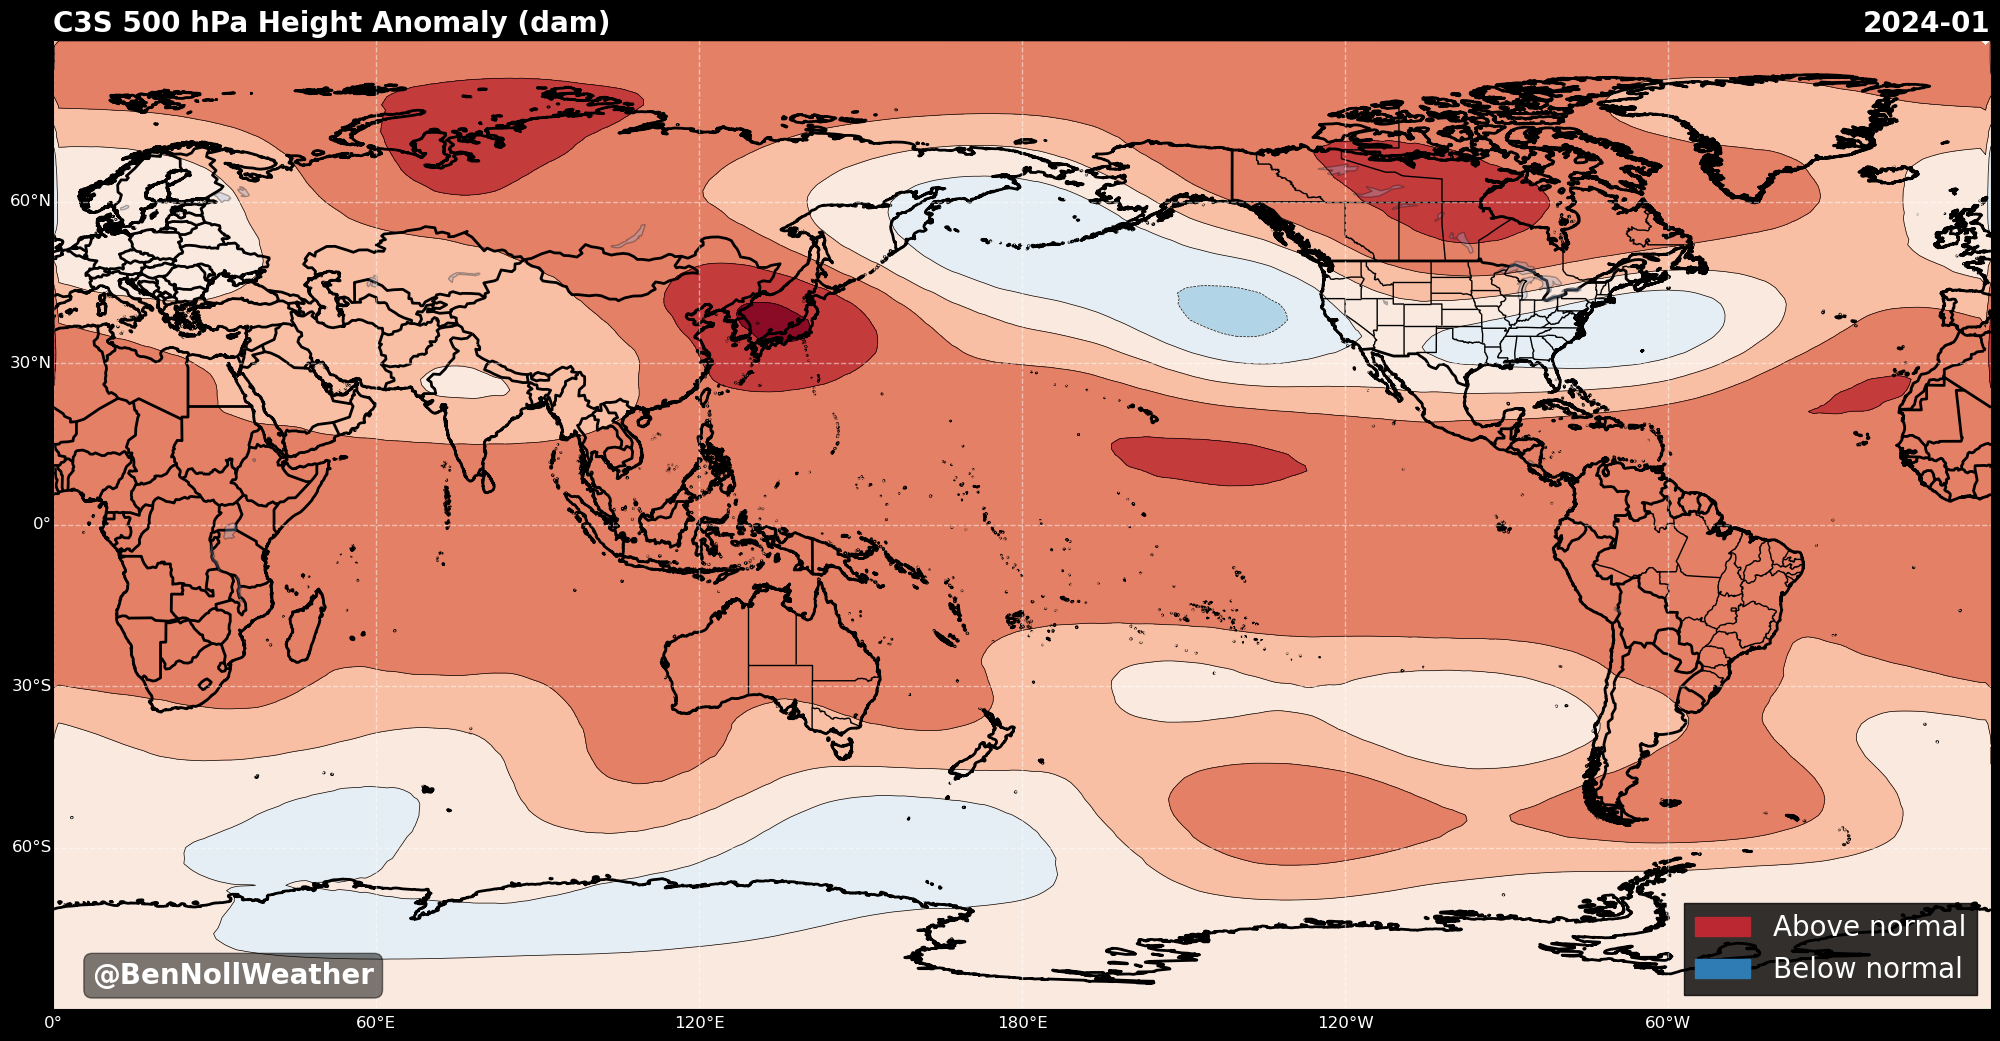 C3S 500 hPa Height Anomaly (dam)
2024-01
60°N
30°N
0°
30°S
60°S
Above normal
Below normal
@BenNollWeather
0°
60°E
120°E
180°E
120°W
60°W